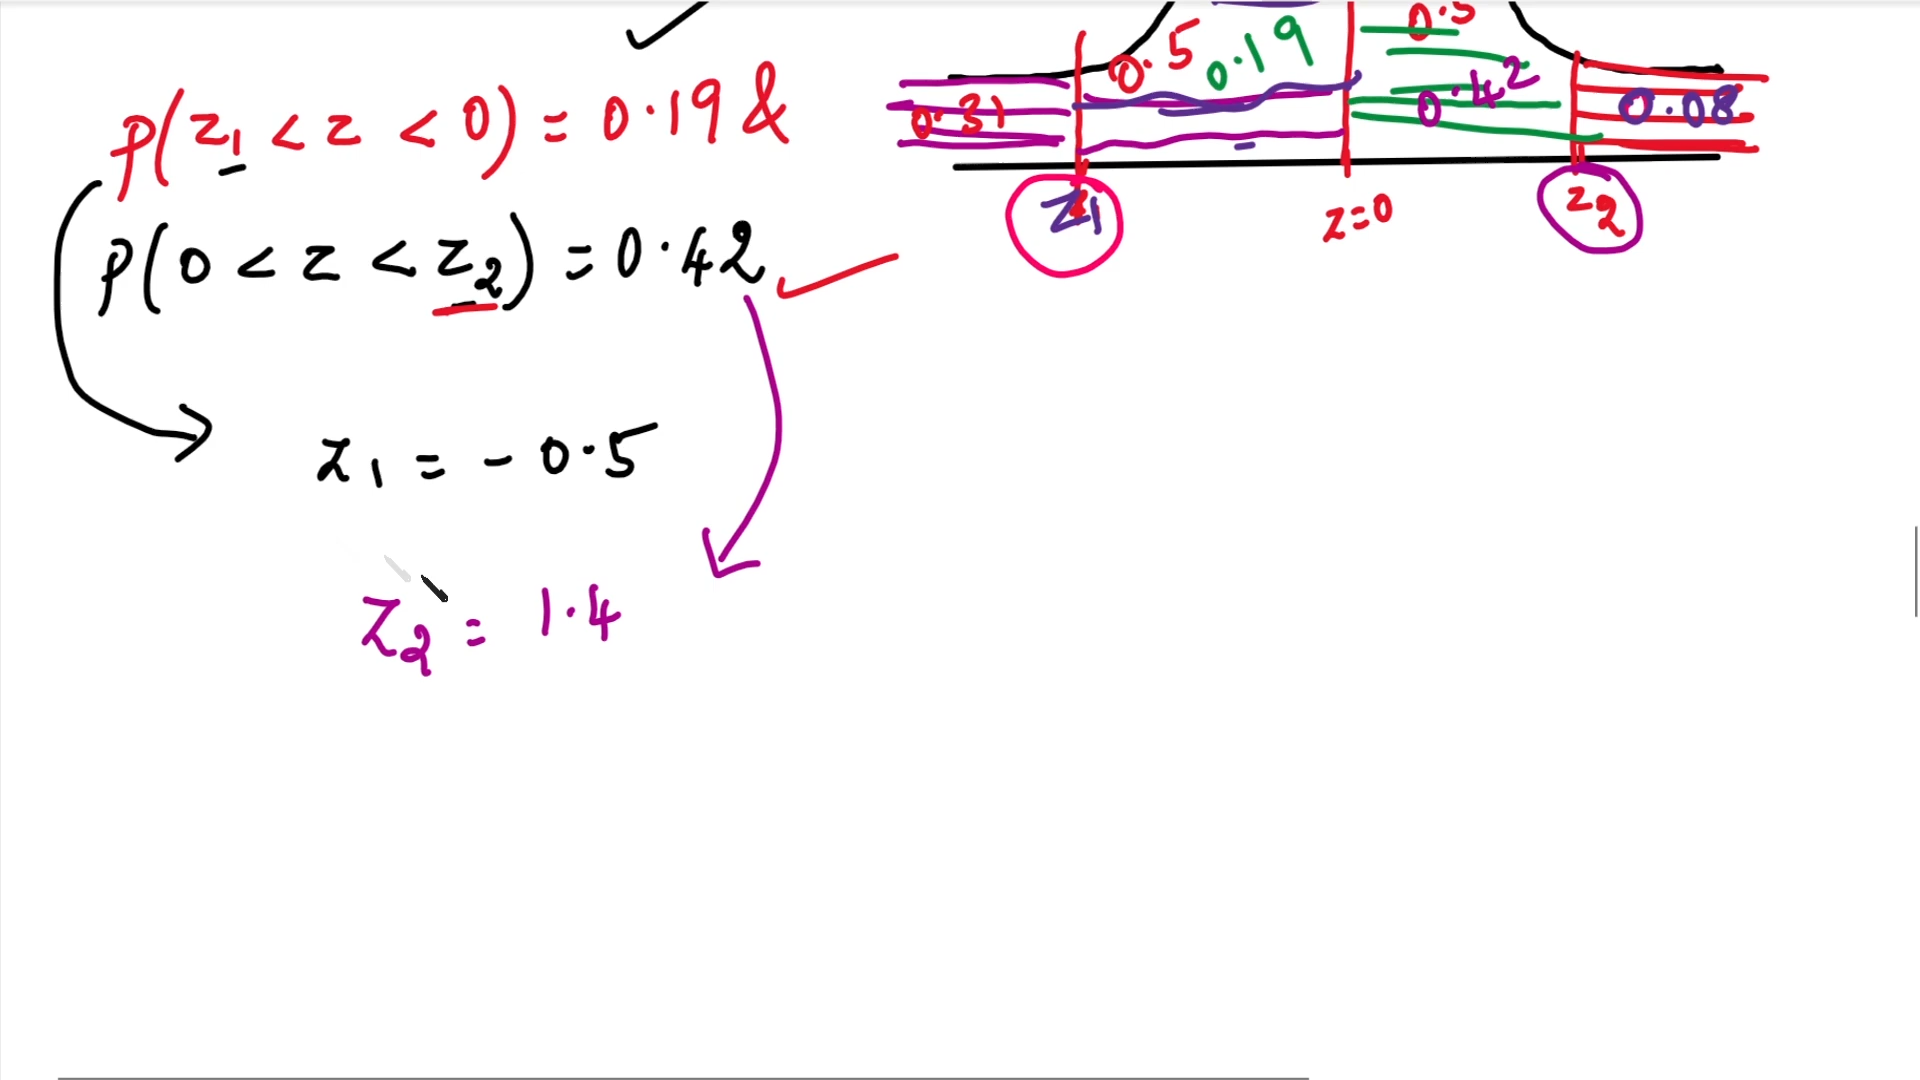 p(z₁ < z < 0) = 0.19 &
p(0 < z < z₂) = 0.42
z₁ = - 0.5
z₂ = 1.4
0.5
0.19
0.5
0.31
0.42
0.08
z₁
z=0
z₂